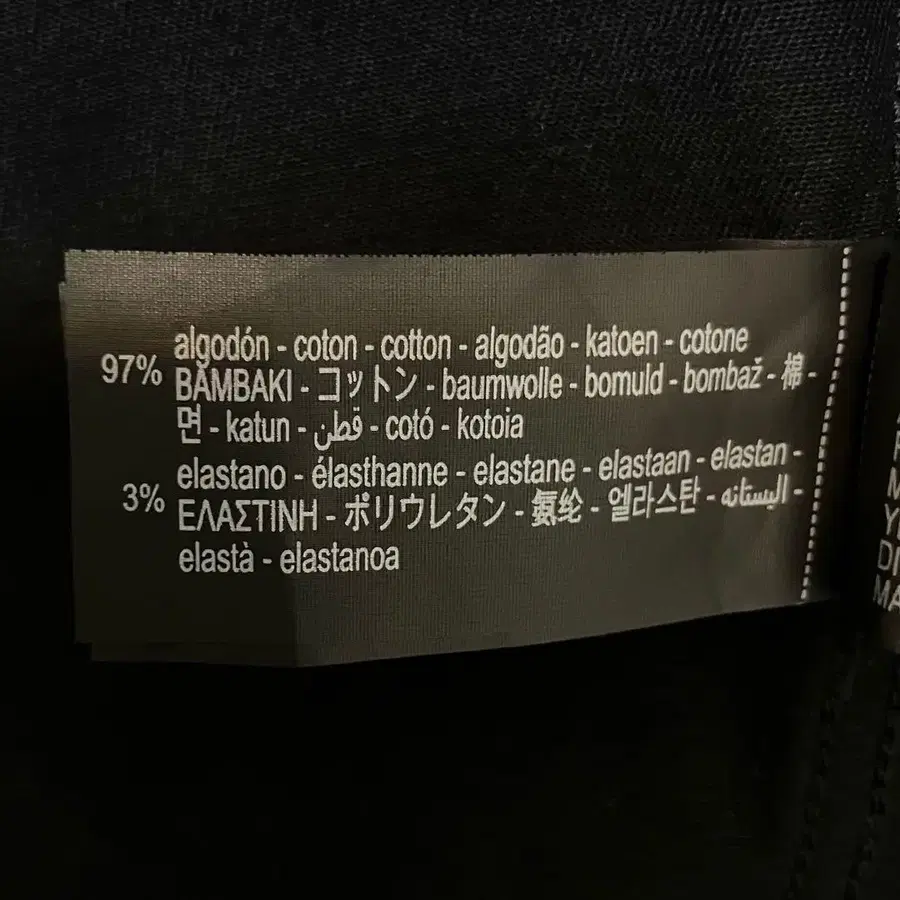 97% algodón - coton - cotton - algodão - katoen - cotone
BAMBAKI - コットン - baumwolle - bomuld - bombaž - 棉 -
면 - katun - قطن - cotó - kotoia
3% elastano - élasthanne - elastane - elastaan - elastan -
ΕΛΑΣΤΙΝΗ - ポリウレタン - 氨纶 - 엘라스탄 - اليستانه -
elastà - elastanoa